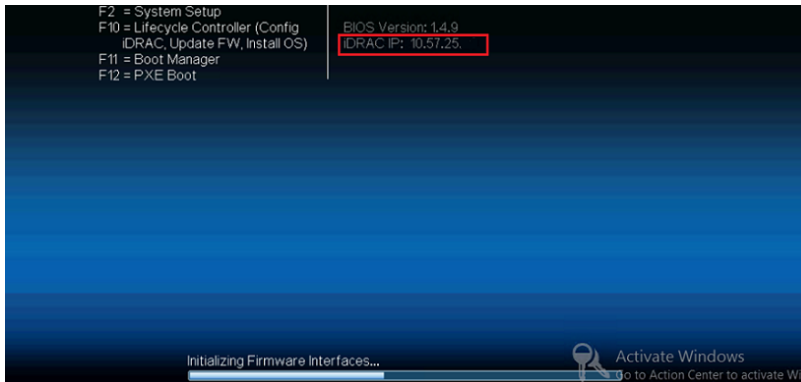 F2 = System Setup
F10 = Lifecycle Controller (Config
iDRAC, Update FW, Install OS)
F11 = Boot Manager
F12 = PXE Boot
BIOS Version: 1.4.9
iDRAC IP: 10.57.25.
Initializing Firmware Interfaces...
Activate Windows
Go to Action Center to activate Wi